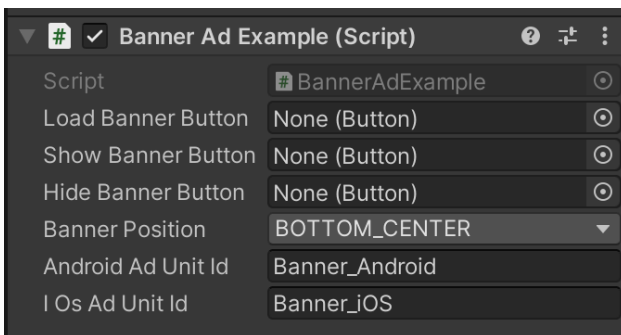 # Banner Ad Example (Script)
Script # BannerAdExample
Load Banner Button None (Button)
Show Banner Button None (Button)
Hide Banner Button None (Button)
Banner Position BOTTOM_CENTER
Android Ad Unit Id Banner_Android
I Os Ad Unit Id Banner_iOS